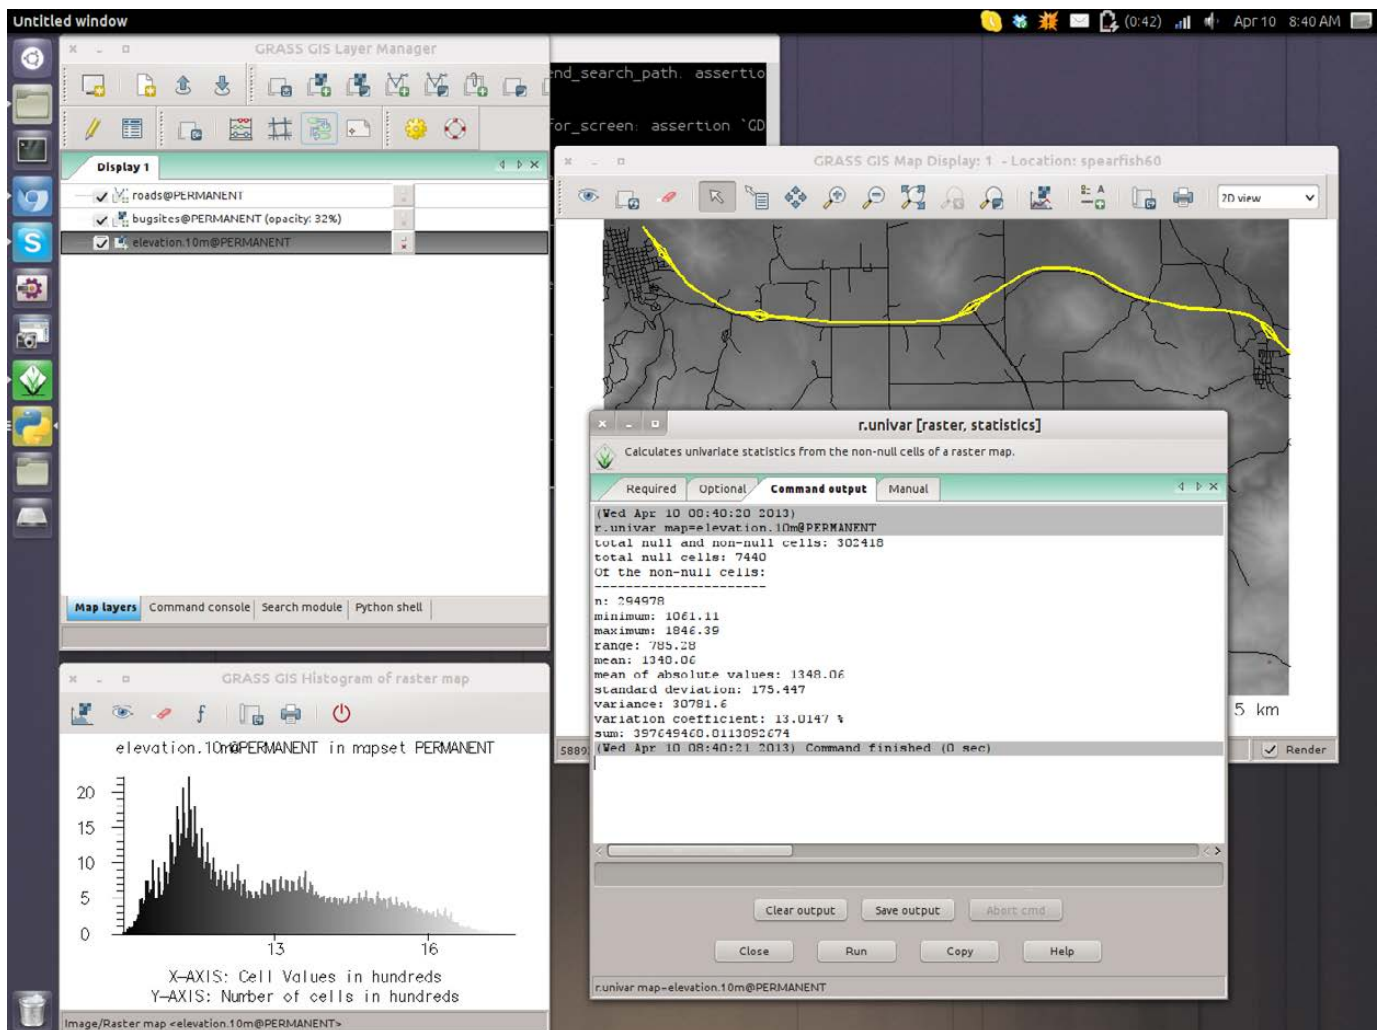 Untitled window
(0:42)
Apr 10 8:40 AM
GRASS GIS Layer Manager
Display 1
roads@PERMANENT
bugsites@PERMANENT (opacity: 32%)
elevation.10m@PERMANENT
Map layers Command console Search module Python shell
end_search_path: assertio
for_screen: assertion `GD
GRASS GIS Map Display: 1 - Location: spearfish60
2D view
5 km
Render
r.univar [raster, statistics]
Calculates univariate statistics from the non-null cells of a raster map.
Required Optional Command output Manual
(Wed Apr 10 08:40:20 2013)
r.univar map=elevation.10m@PERMANENT
total null and non-null cells: 302418
total null cells: 7440
Of the non-null cells:
----------------------
n: 294978
minimum: 1061.11
maximum: 1846.39
range: 785.28
mean: 1348.06
mean of absolute values: 1348.06
standard deviation: 175.447
variance: 30781.6
variation coefficient: 13.0147 %
sum: 397649460.0113092674
(Wed Apr 10 08:40:21 2013) Command finished (0 sec)
Clear output Save output Abort cmd
Close Run Copy Help
r.univar map=elevation.10m@PERMANENT
GRASS GIS Histogram of raster map
elevation.10m@PERMANENT in mapset PERMANENT
20
15
10
5
0
13 16
X-AXIS: Cell Values in hundreds
Y-AXIS: Number of cells in hundreds
Image/Raster map <elevation.10m@PERMANENT>